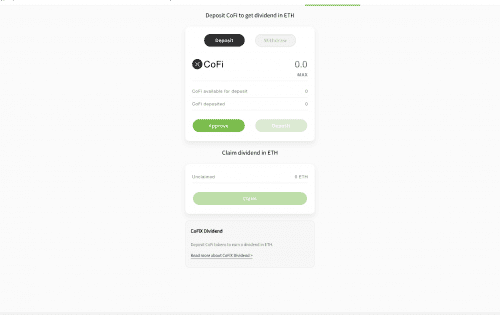 Deposit CoFi to get dividend in ETH
Deposit
Withdraw
CoFi
0.0
MAX
CoFi available for deposit
0
CoFi deposited
0
Approve
Deposit
Claim dividend in ETH
Unclaimed
0 ETH
Claim
CoFiX Dividend
Deposit CoFi tokens to earn a dividend in ETH.
Read more about CoFiX Dividend